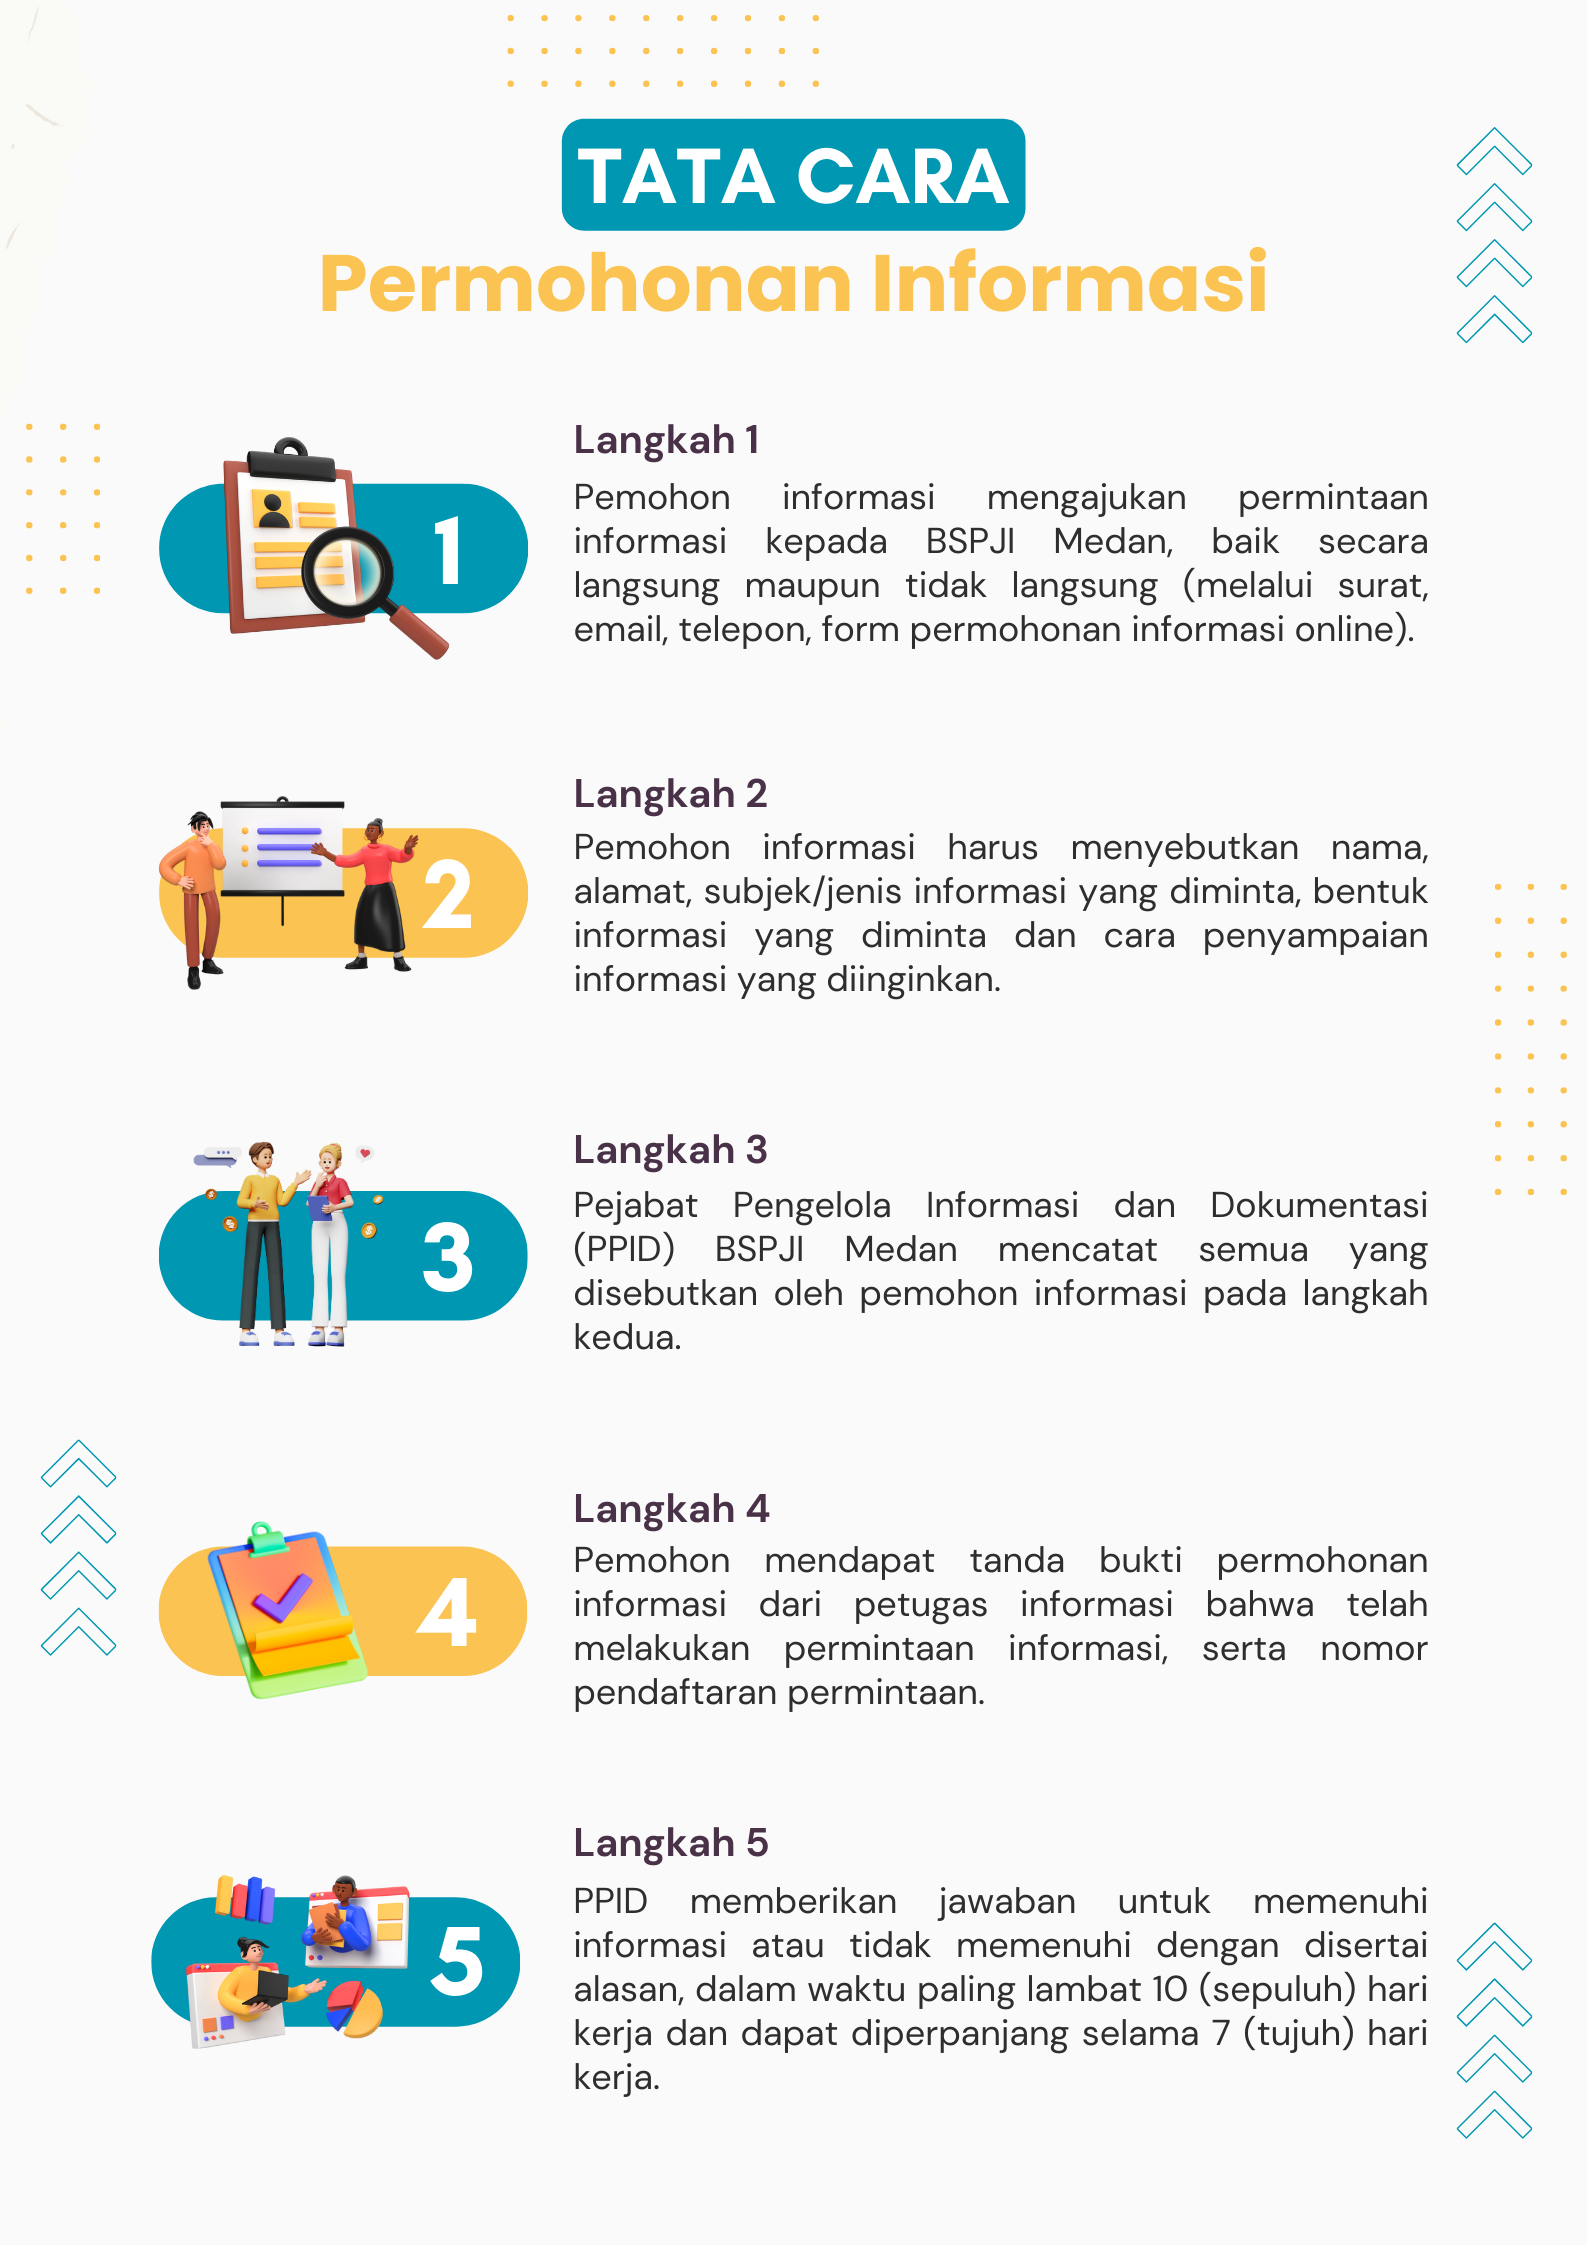 TATA CARA
Permohonan Informasi
1
Langkah 1
Pemohon informasi mengajukan permintaan
informasi kepada BSPJI Medan, baik secara
langsung maupun tidak langsung (melalui surat,
email, telepon, form permohonan informasi online).
2
Langkah 2
Pemohon informasi harus menyebutkan nama,
alamat, subjek/jenis informasi yang diminta, bentuk
informasi yang diminta dan cara penyampaian
informasi yang diinginkan.
3
Langkah 3
Pejabat Pengelola Informasi dan Dokumentasi
(PPID) BSPJI Medan mencatat semua yang
disebutkan oleh pemohon informasi pada langkah
kedua.
4
Langkah 4
Pemohon mendapat tanda bukti permohonan
informasi dari petugas informasi bahwa telah
melakukan permintaan informasi, serta nomor
pendaftaran permintaan.
5
Langkah 5
PPID memberikan jawaban untuk memenuhi
informasi atau tidak memenuhi dengan disertai
alasan, dalam waktu paling lambat 10 (sepuluh) hari
kerja dan dapat diperpanjang selama 7 (tujuh) hari
kerja.